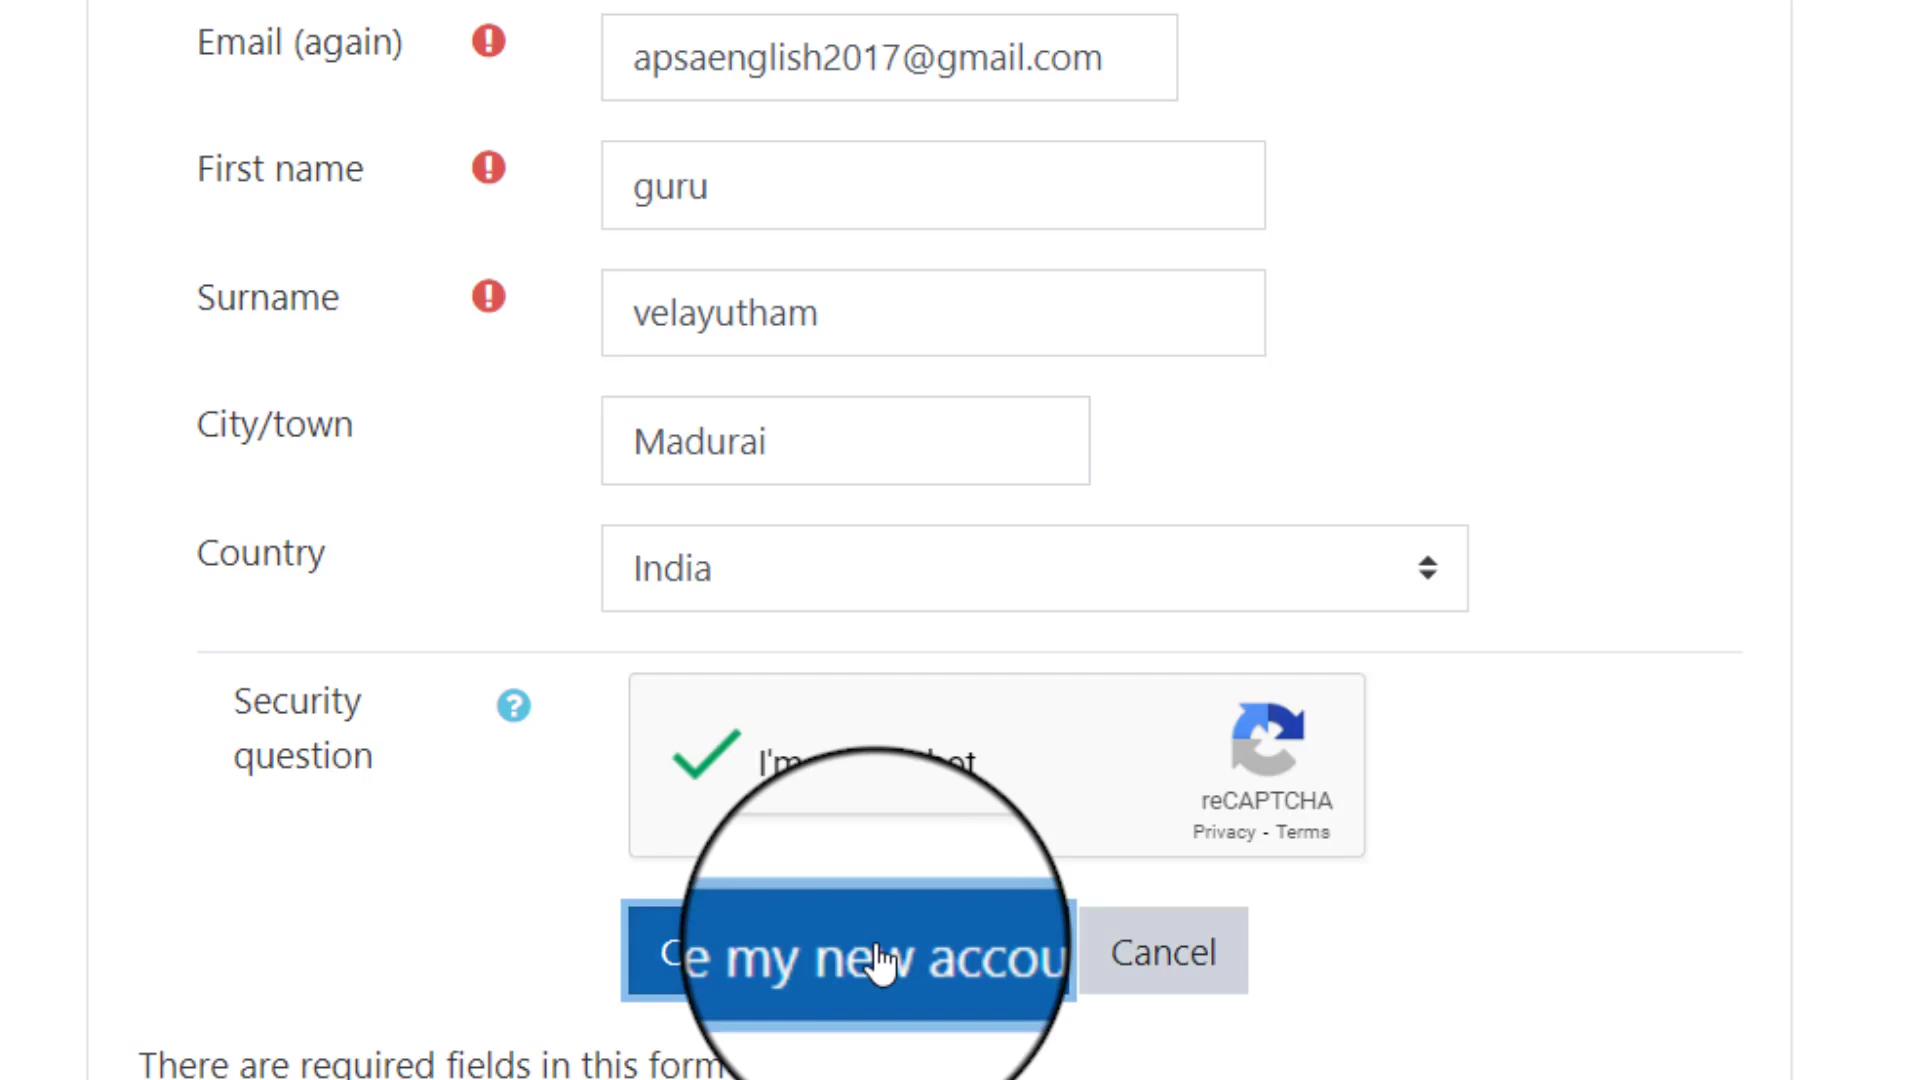 Email (again)
apsaenglish2017@gmail.com
First name
guru
Surname
velayutham
City/town
Madurai
Country
India
Security
question
I'm
reCAPTCHA
Privacy - Terms
e my new accou
Cancel
There are required fields in this form